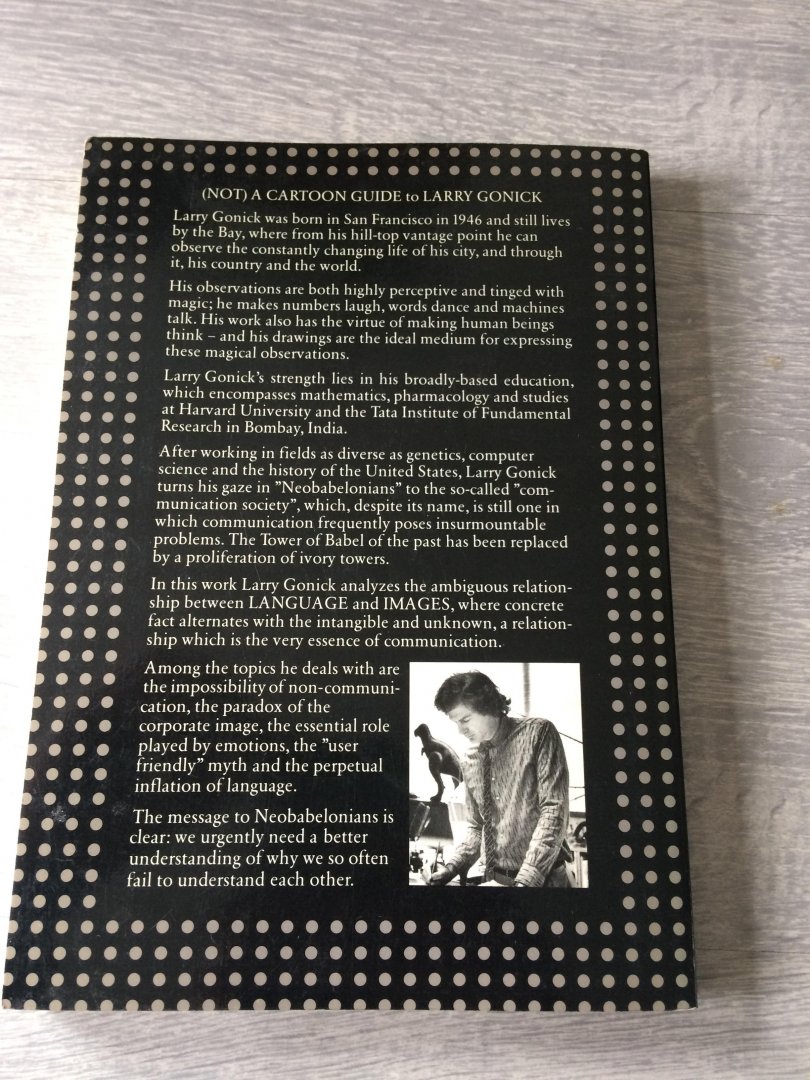 (NOT) A CARTOON GUIDE to LARRY GONICK
Larry Gonick was born in San Francisco in 1946 and still lives
by the Bay, where from his hill-top vantage point he can
observe the constantly changing life of his city, and through
it, his country and the world.
His observations are both highly perceptive and tinged with
magic; he makes numbers laugh, words dance and machines
talk. His work also has the virtue of making human beings
think – and his drawings are the ideal medium for expressing
these magical observations.
Larry Gonick's strength lies in his broadly-based education,
which encompasses mathematics, pharmacology and studies
at Harvard University and the Tata Institute of Fundamental
Research in Bombay, India.
After working in fields as diverse as genetics, computer
science and the history of the United States, Larry Gonick
turns his gaze in ”Neobabelonians” to the so-called ”com-
munication society”, which, despite its name, is still one in
which communication frequently poses insurmountable
problems. The Tower of Babel of the past has been replaced
by a proliferation of ivory towers.
In this work Larry Gonick analyzes the ambiguous relation-
ship between LANGUAGE and IMAGES, where concrete
fact alternates with the intangible and unknown, a relation-
ship which is the very essence of communication.
Among the topics he deals with are
the impossibility of non-communi-
cation, the paradox of the
corporate image, the essential role
played by emotions, the ”user
friendly” myth and the perpetual
inflation of language.
The message to Neobabelonians is
clear: we urgently need a better
understanding of why we so often
fail to understand each other.